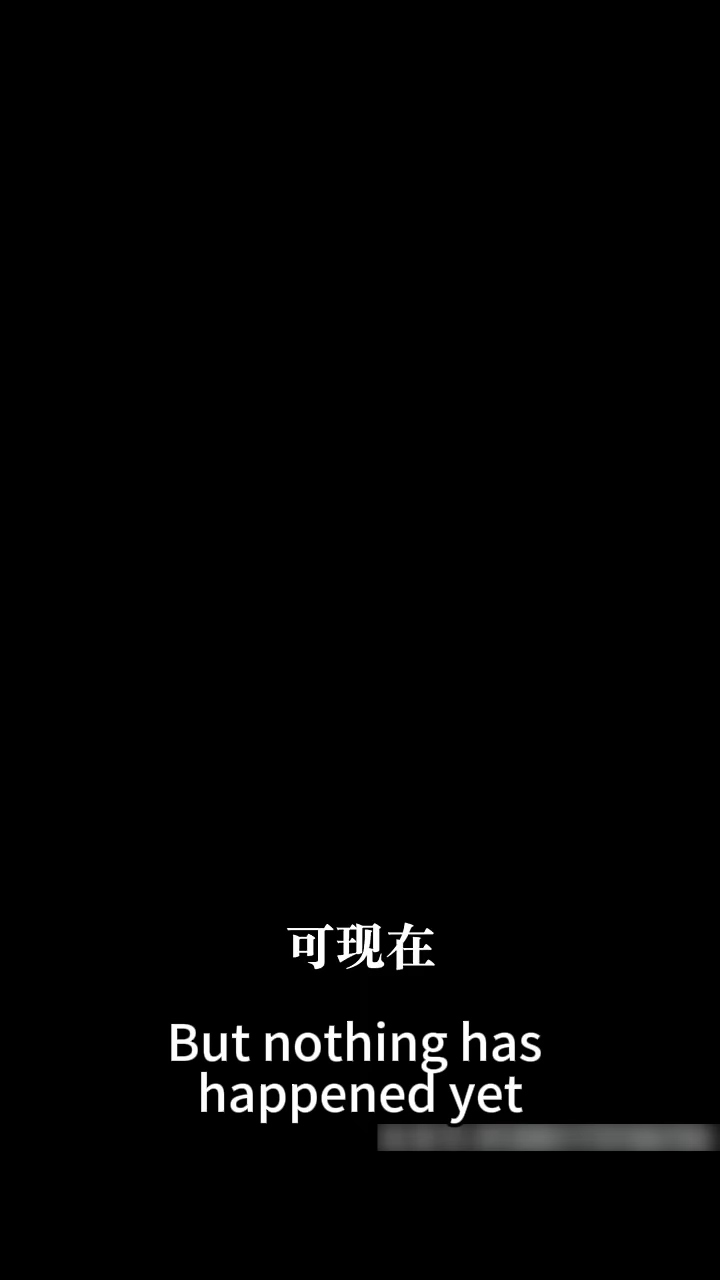 可现在
But nothing has
happened yet